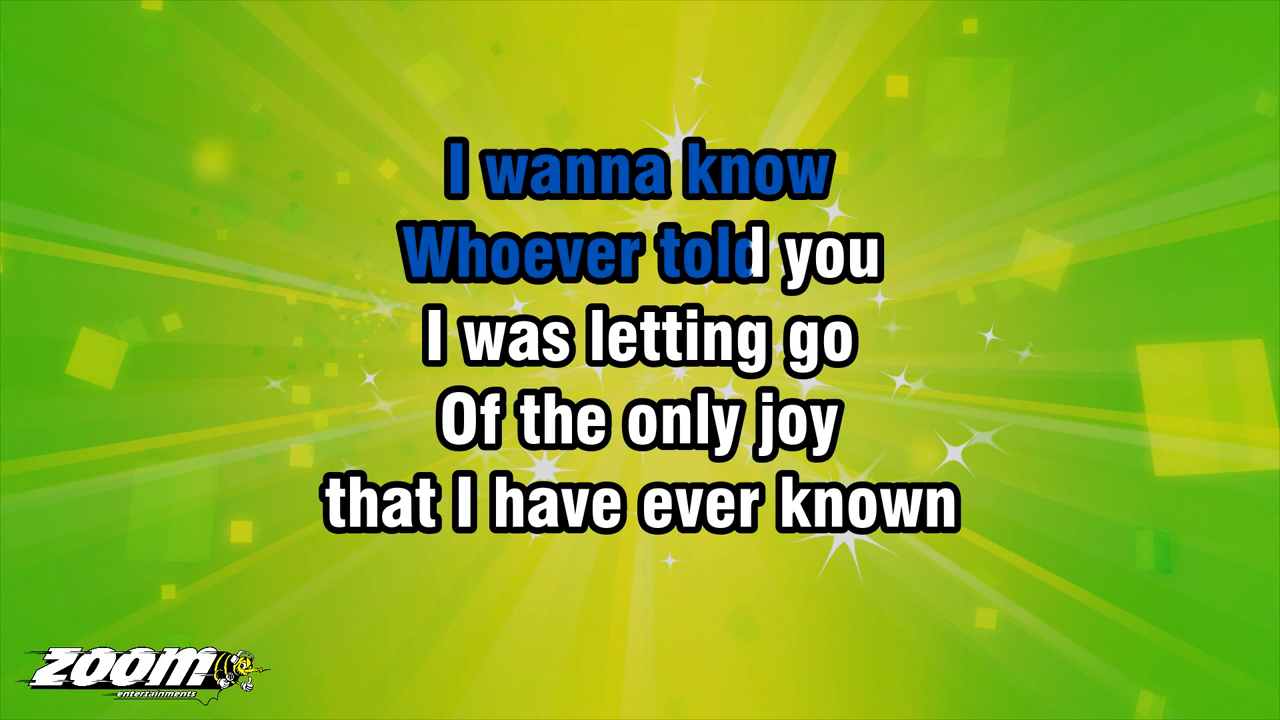 I wanna know
Whoever told you
I was letting go
Of the only joy
that I have ever known
ZOOM
entertainments